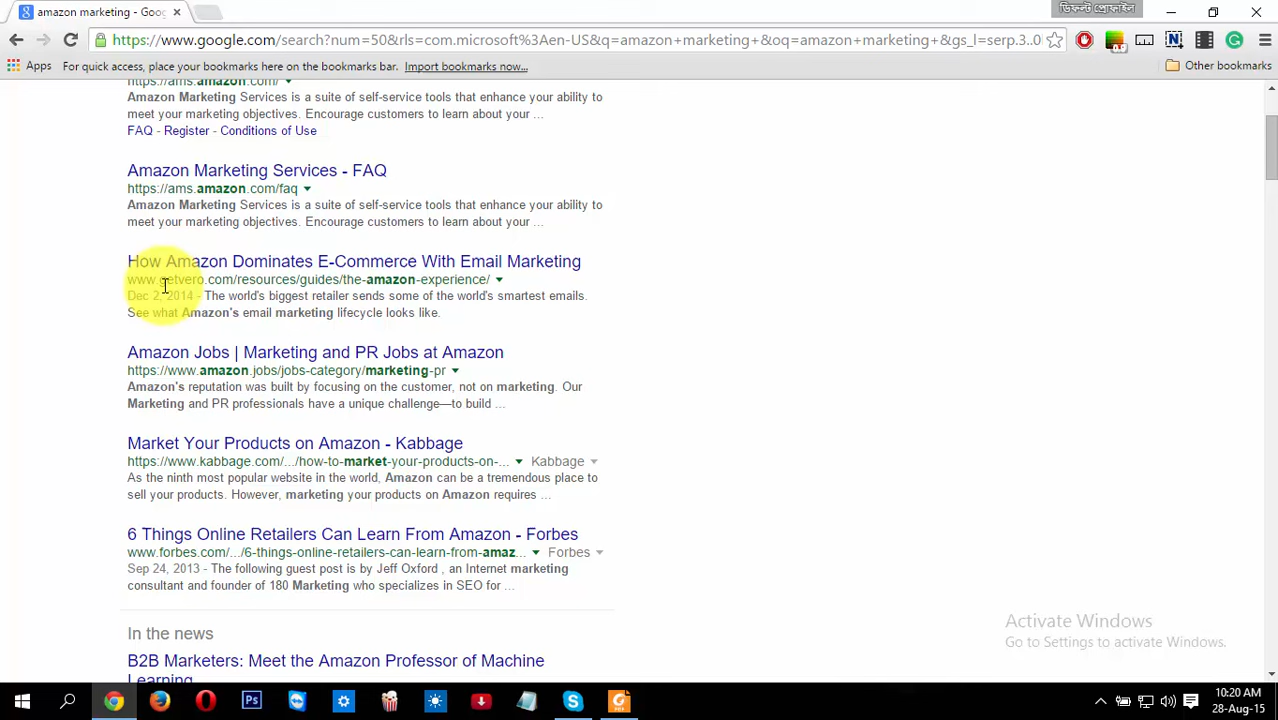 amazon marketing - Goog
ডিফল্ট প্রোফাইল
https://www.google.com/search?num=50&rls=com.microsoft%3Aen-US&q=amazon+marketing+&oq=amazon+marketing+&gs_l=serp.3..0
Apps For quick access, place your bookmarks here on the bookmarks bar. Import bookmarks now... Other bookmarks
https://ams.amazon.com/
Amazon Marketing Services is a suite of self-service tools that enhance your ability to
meet your marketing objectives. Encourage customers to learn about your ...
FAQ - Register - Conditions of Use
Amazon Marketing Services - FAQ
https://ams.amazon.com/faq
Amazon Marketing Services is a suite of self-service tools that enhance your ability to
meet your marketing objectives. Encourage customers to learn about your ...
How Amazon Dominates E-Commerce With Email Marketing
www.getvero.com/resources/guides/the-amazon-experience/
Dec 2, 2014 - The world's biggest retailer sends some of the world's smartest emails.
See what Amazon's email marketing lifecycle looks like.
Amazon Jobs | Marketing and PR Jobs at Amazon
https://www.amazon.jobs/jobs-category/marketing-pr
Amazon's reputation was built by focusing on the customer, not on marketing. Our
Marketing and PR professionals have a unique challenge—to build ...
Market Your Products on Amazon - Kabbage
https://www.kabbage.com/.../how-to-market-your-products-on-... Kabbage
As the ninth most popular website in the world, Amazon can be a tremendous place to
sell your products. However, marketing your products on Amazon requires ...
6 Things Online Retailers Can Learn From Amazon - Forbes
www.forbes.com/.../6-things-online-retailers-can-learn-from-amaz... Forbes
Sep 24, 2013 - The following guest post is by Jeff Oxford , an Internet marketing
consultant and founder of 180 Marketing who specializes in SEO for ...
In the news
B2B Marketers: Meet the Amazon Professor of Machine
Learning
Activate Windows
Go to Settings to activate Windows.
Ps
10:20 AM
28-Aug-15